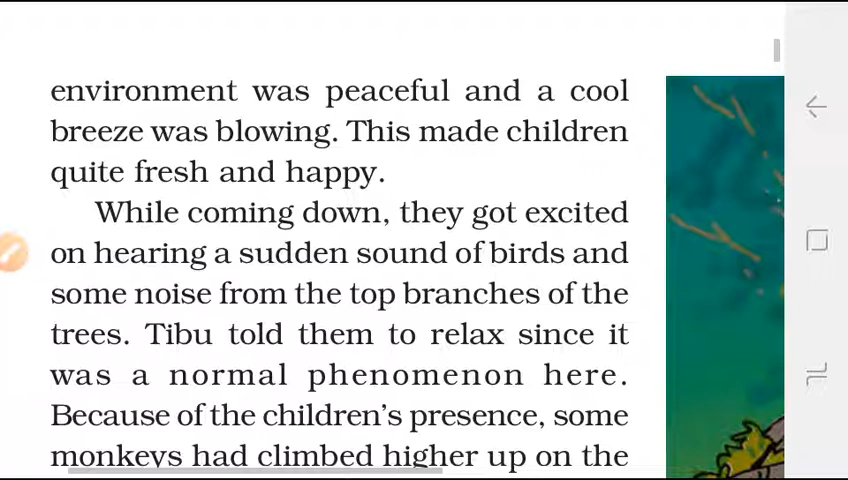 environment was peaceful and a cool
breeze was blowing. This made children
quite fresh and happy.
While coming down, they got excited
on hearing a sudden sound of birds and
some noise from the top branches of the
trees. Tibu told them to relax since it
was a normal phenomenon here.
Because of the children's presence, some
monkeys had climbed higher up on the